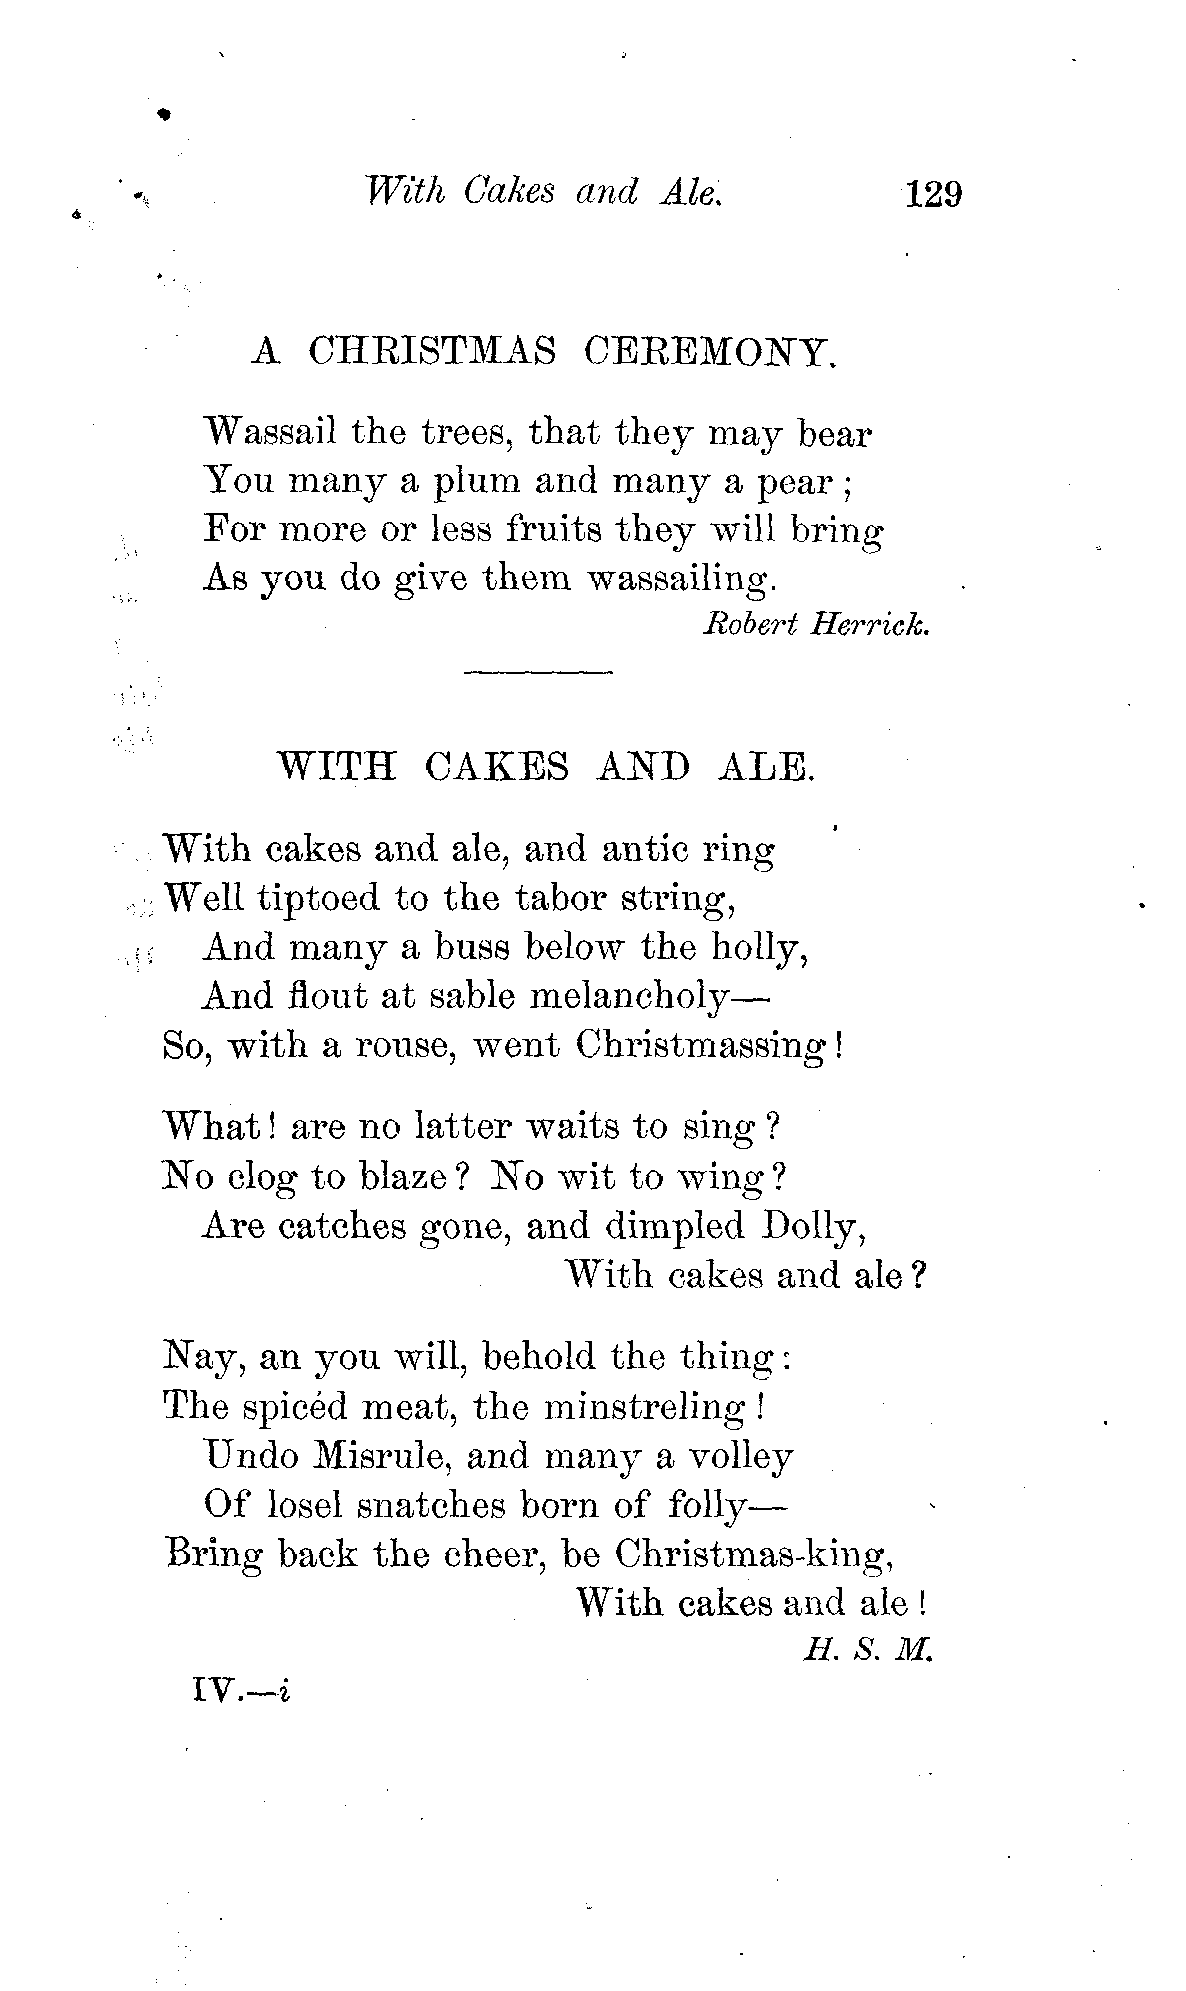 With Cakes and Ale. 129
A CHRISTMAS CEREMONY.
Wassail the trees, that they may bear
You many a plum and many a pear ;
For more or less fruits they will bring
As you do give them wassailing.
Robert Herrick.
WITH CAKES AND ALE.
With cakes and ale, and antic ring
Well tiptoed to the tabor string,
And many a buss below the holly,
And flout at sable melancholy—
So, with a rouse, went Christmassing !
What ! are no latter waits to sing ?
No clog to blaze ? No wit to wing ?
Are catches gone, and dimpled Dolly,
With cakes and ale ?
Nay, an you will, behold the thing :
The spicéd meat, the minstreling !
Undo Misrule, and many a volley
Of losel snatches born of folly—
Bring back the cheer, be Christmas-king,
With cakes and ale !
H. S. M.
IV.—i